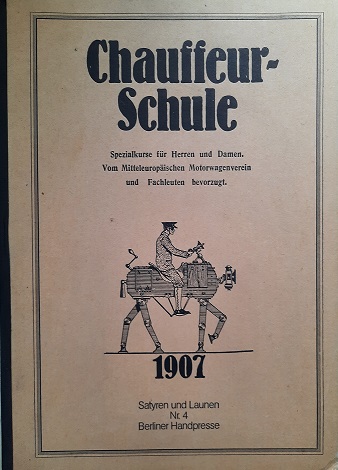 Chauffeur-
Schule
Spezialkurse für Herren und Damen.
Vom Mitteleuropäischen Motorwagenverein
und Fachleuten bevorzugt.
1907
Satyren und Launen
Nr. 4
Berliner Handpresse